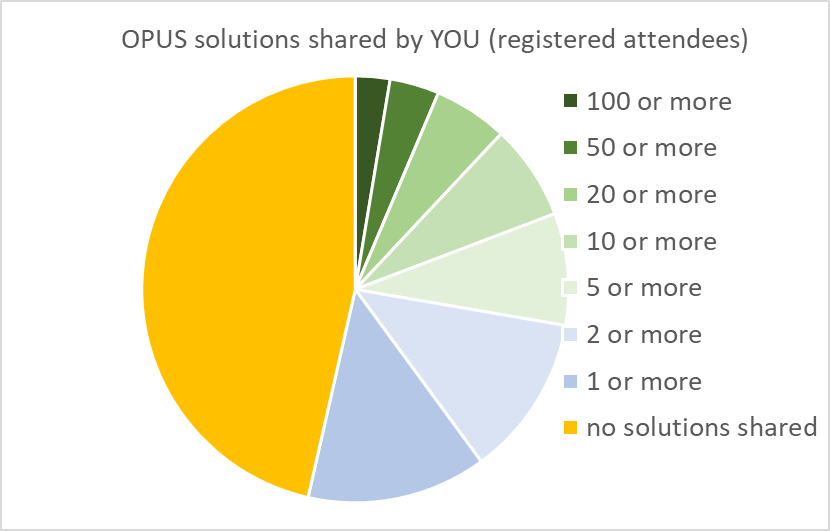 OPUS solutions shared by YOU (registered attendees)
100 or more
50 or more
20 or more
10 or more
5 or more
2 or more
1 or more
no solutions shared